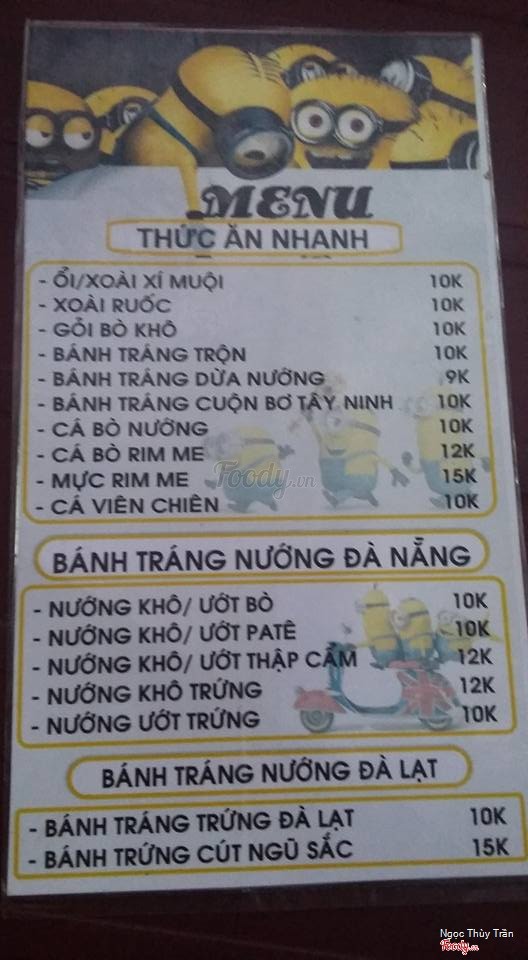 MENU
THỨC ĂN NHANH
- ỔI/XOÀI XÍ MUỘI 10K
- XOÀI RUỐC 10K
- GỎI BÒ KHÔ 10K
- BÁNH TRÁNG TRỘN 10K
- BÁNH TRÁNG DỪA NƯỚNG 9K
- BÁNH TRÁNG CUỘN BƠ TÂY NINH 10K
- CÁ BÒ NƯỚNG 10K
- CÁ BÒ RIM ME 12K
- MỰC RIM ME 15K
- CÁ VIÊN CHIÊN 10K
Foody.vn
BÁNH TRÁNG NƯỚNG ĐÀ NẴNG
- NƯỚNG KHÔ/ ƯỚT BÒ 10K
- NƯỚNG KHÔ/ ƯỚT PATÊ 10K
- NƯỚNG KHÔ/ ƯỚT THẬP CẨM 12K
- NƯỚNG KHÔ TRỨNG 12K
- NƯỚNG ƯỚT TRỨNG 10K
BÁNH TRÁNG NƯỚNG ĐÀ LẠT
- BÁNH TRÁNG TRỨNG ĐÀ LẠT 10K
- BÁNH TRỨNG CÚT NGŨ SẮC 15K
Ngọc Thùy Trần
Foody.vn